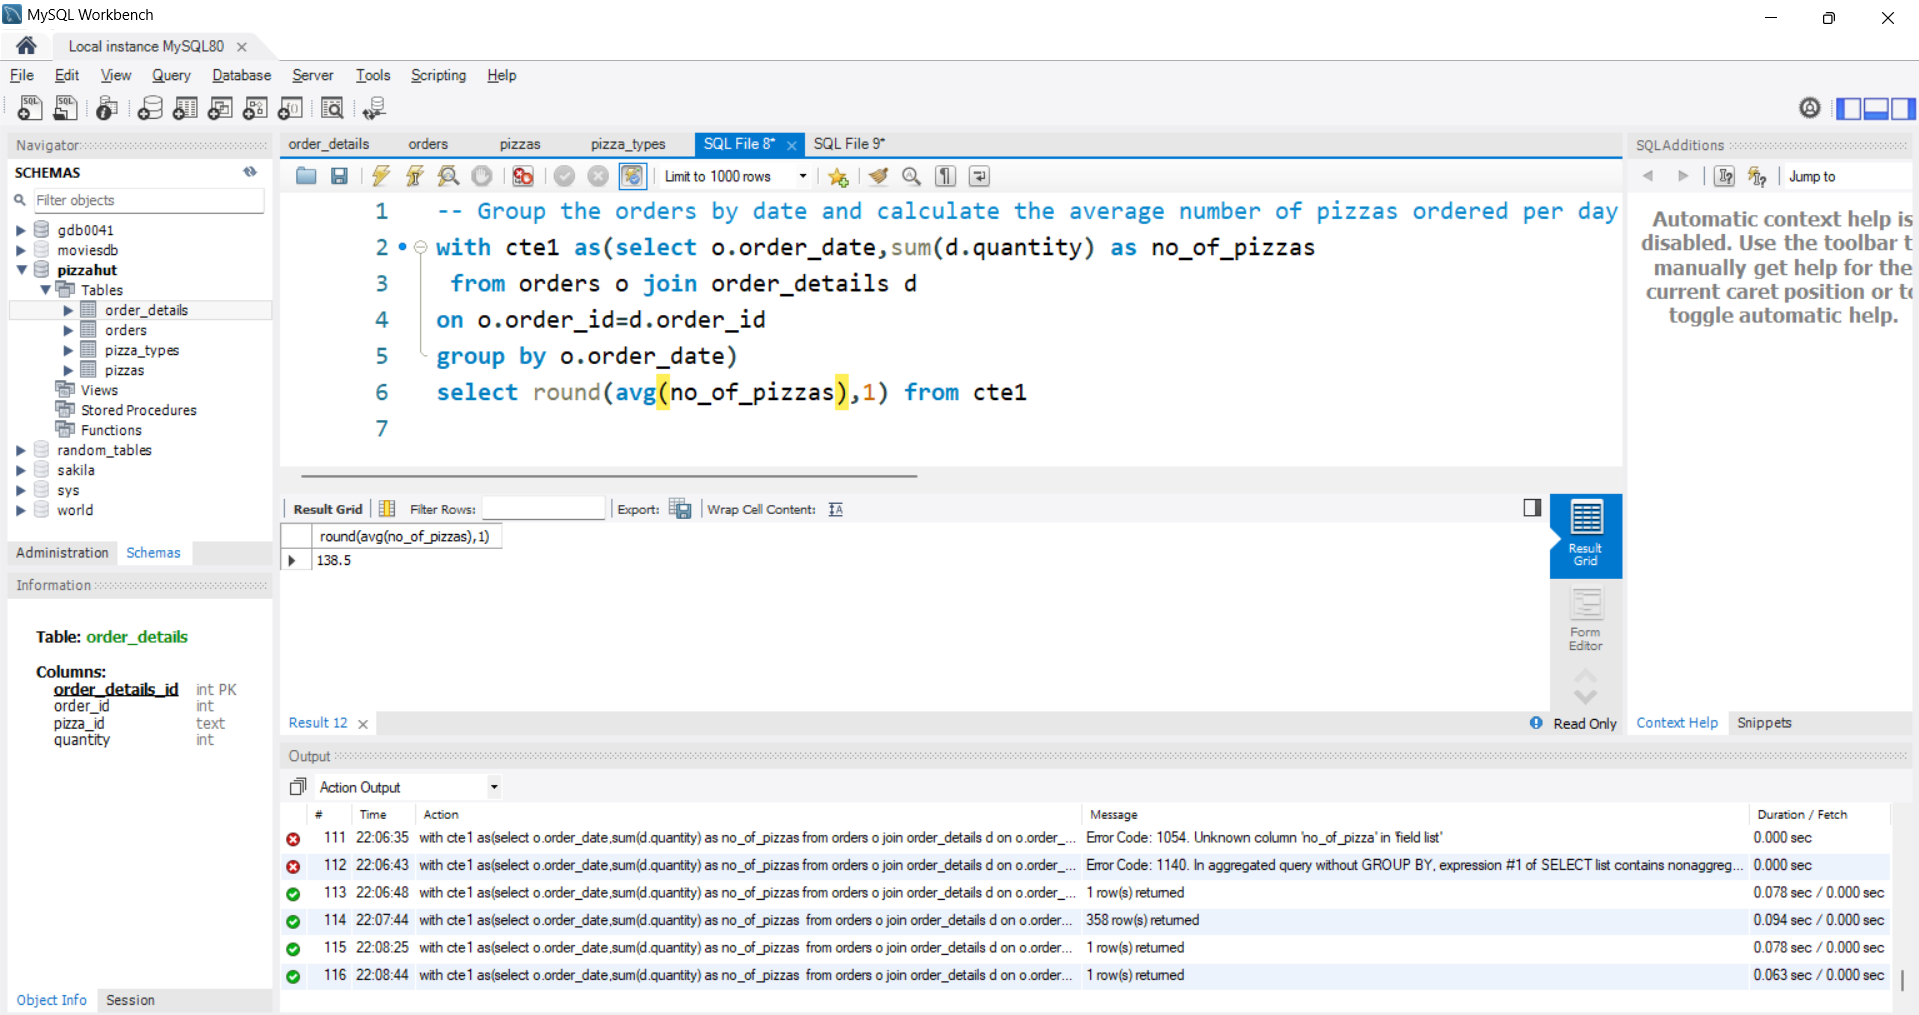 MySQL Workbench
Local instance MySQL80
File Edit View Query Database Server Tools Scripting Help
Navigator
SCHEMAS
Filter objects
gdb0041
moviesdb
pizzahut
Tables
order_details
orders
pizza_types
pizzas
Views
Stored Procedures
Functions
random_tables
sakila
sys
world
Administration Schemas
Information
Table: order_details
Columns:
order_details_id int PK
order_id int
pizza_id text
quantity int
Object Info Session
order_details orders pizzas pizza_types SQL File 8* SQL File 9*
Limit to 1000 rows
1 -- Group the orders by date and calculate the average number of pizzas ordered per day
2 with cte1 as(select o.order_date,sum(d.quantity) as no_of_pizzas
3 from orders o join order_details d
4 on o.order_id=d.order_id
5 group by o.order_date)
6 select round(avg(no_of_pizzas),1) from cte1
7
Result Grid Filter Rows: Export: Wrap Cell Content:
round(avg(no_of_pizzas),1)
138.5
Result Grid
Form Editor
Result 12
Read Only
SQLAdditions
Jump to
Automatic context help is
disabled. Use the toolbar t
manually get help for the
current caret position or to
toggle automatic help.
Context Help Snippets
Output
Action Output
# Time Action Message Duration / Fetch
111 22:06:35 with cte1 as(select o.order_date,sum(d.quantity) as no_of_pizzas from orders o join order_details d on o.order_... Error Code: 1054. Unknown column 'no_of_pizza' in 'field list' 0.000 sec
112 22:06:43 with cte1 as(select o.order_date,sum(d.quantity) as no_of_pizzas from orders o join order_details d on o.order_... Error Code: 1140. In aggregated query without GROUP BY, expression #1 of SELECT list contains nonaggreg... 0.000 sec
113 22:06:48 with cte1 as(select o.order_date,sum(d.quantity) as no_of_pizzas from orders o join order_details d on o.order_... 1 row(s) returned 0.078 sec / 0.000 sec
114 22:07:44 with cte1 as(select o.order_date,sum(d.quantity) as no_of_pizzas from orders o join order_details d on o.order... 358 row(s) returned 0.094 sec / 0.000 sec
115 22:08:25 with cte1 as(select o.order_date,sum(d.quantity) as no_of_pizzas from orders o join order_details d on o.order... 1 row(s) returned 0.078 sec / 0.000 sec
116 22:08:44 with cte1 as(select o.order_date,sum(d.quantity) as no_of_pizzas from orders o join order_details d on o.order... 1 row(s) returned 0.063 sec / 0.000 sec